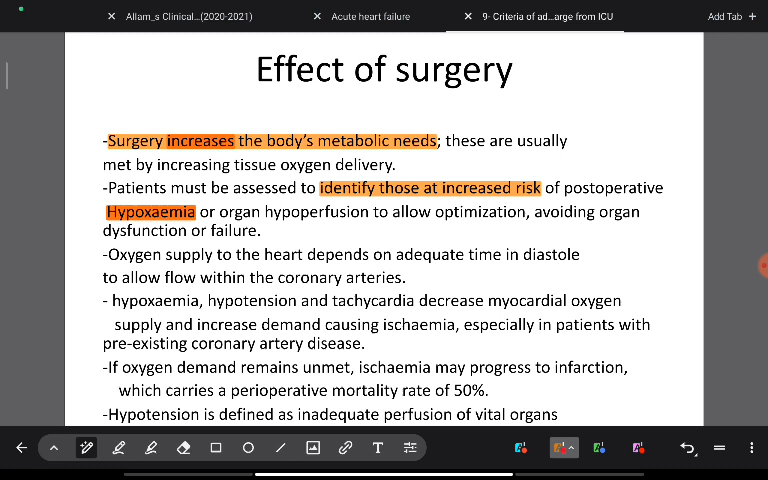 Allam_s Clinical...(2020-2021)
Acute heart failure
9- Criteria of ad...arge from ICU
Add Tab +
Effect of surgery
-Surgery increases the body's metabolic needs; these are usually
met by increasing tissue oxygen delivery.
-Patients must be assessed to identify those at increased risk of postoperative
Hypoxaemia or organ hypoperfusion to allow optimization, avoiding organ
dysfunction or failure.
-Oxygen supply to the heart depends on adequate time in diastole
to allow flow within the coronary arteries.
- hypoxaemia, hypotension and tachycardia decrease myocardial oxygen
supply and increase demand causing ischaemia, especially in patients with
pre-existing coronary artery disease.
-If oxygen demand remains unmet, ischaemia may progress to infarction,
which carries a perioperative mortality rate of 50%.
-Hypotension is defined as inadequate perfusion of vital organs